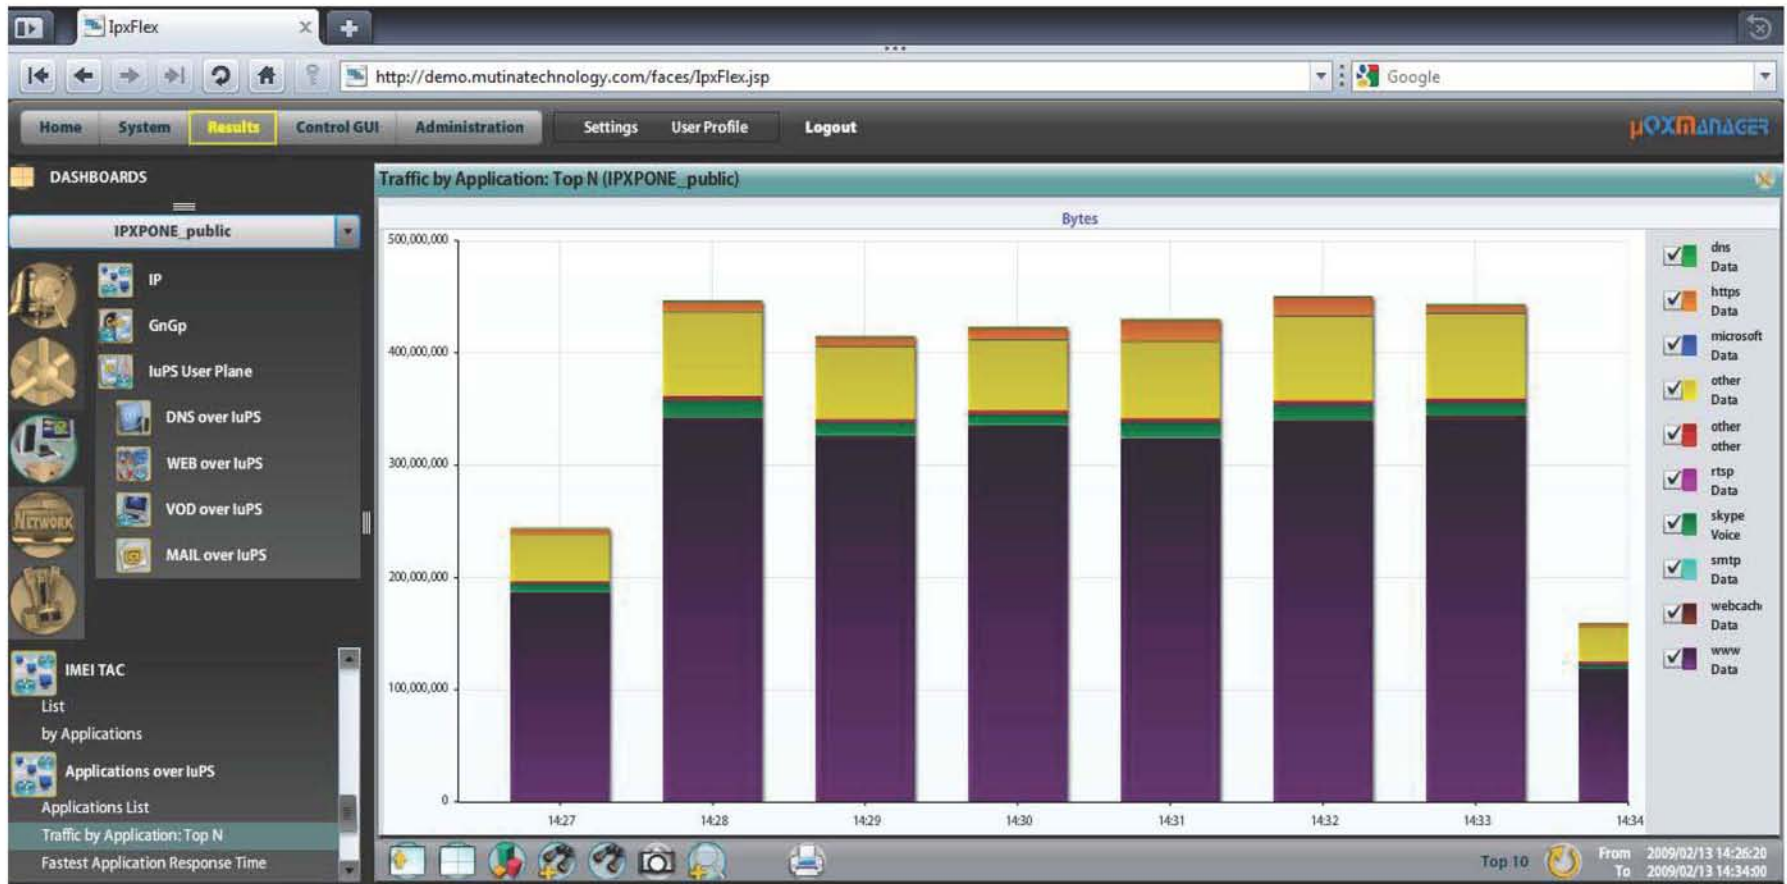 IpxFlex
http://demo.mutinatechnology.com/faces/IpxFlex.jsp
Google
Home System Results Control GUI Administration Settings User Profile Logout
µQXMANAGER
DASHBOARDS
IPXPONE_public
IP
GnGp
IuPS User Plane
DNS over IuPS
WEB over IuPS
VOD over IuPS
MAIL over IuPS
NETWORK
IMEI TAC
List
by Applications
Applications over IuPS
Applications List
Traffic by Application: Top N
Fastest Application Response Time
Traffic by Application: Top N (IPXPONE_public)
Bytes
500,000,000
400,000,000
300,000,000
200,000,000
100,000,000
0
14:27 14:28 14:29 14:30 14:31 14:32 14:33 14:34
dns
Data
https
Data
microsoft
Data
other
Data
other
other
rtsp
Data
skype
Voice
smtp
Data
webcach
Data
www
Data
Top 10
From 2009/02/13 14:26:20
To 2009/02/13 14:34:00